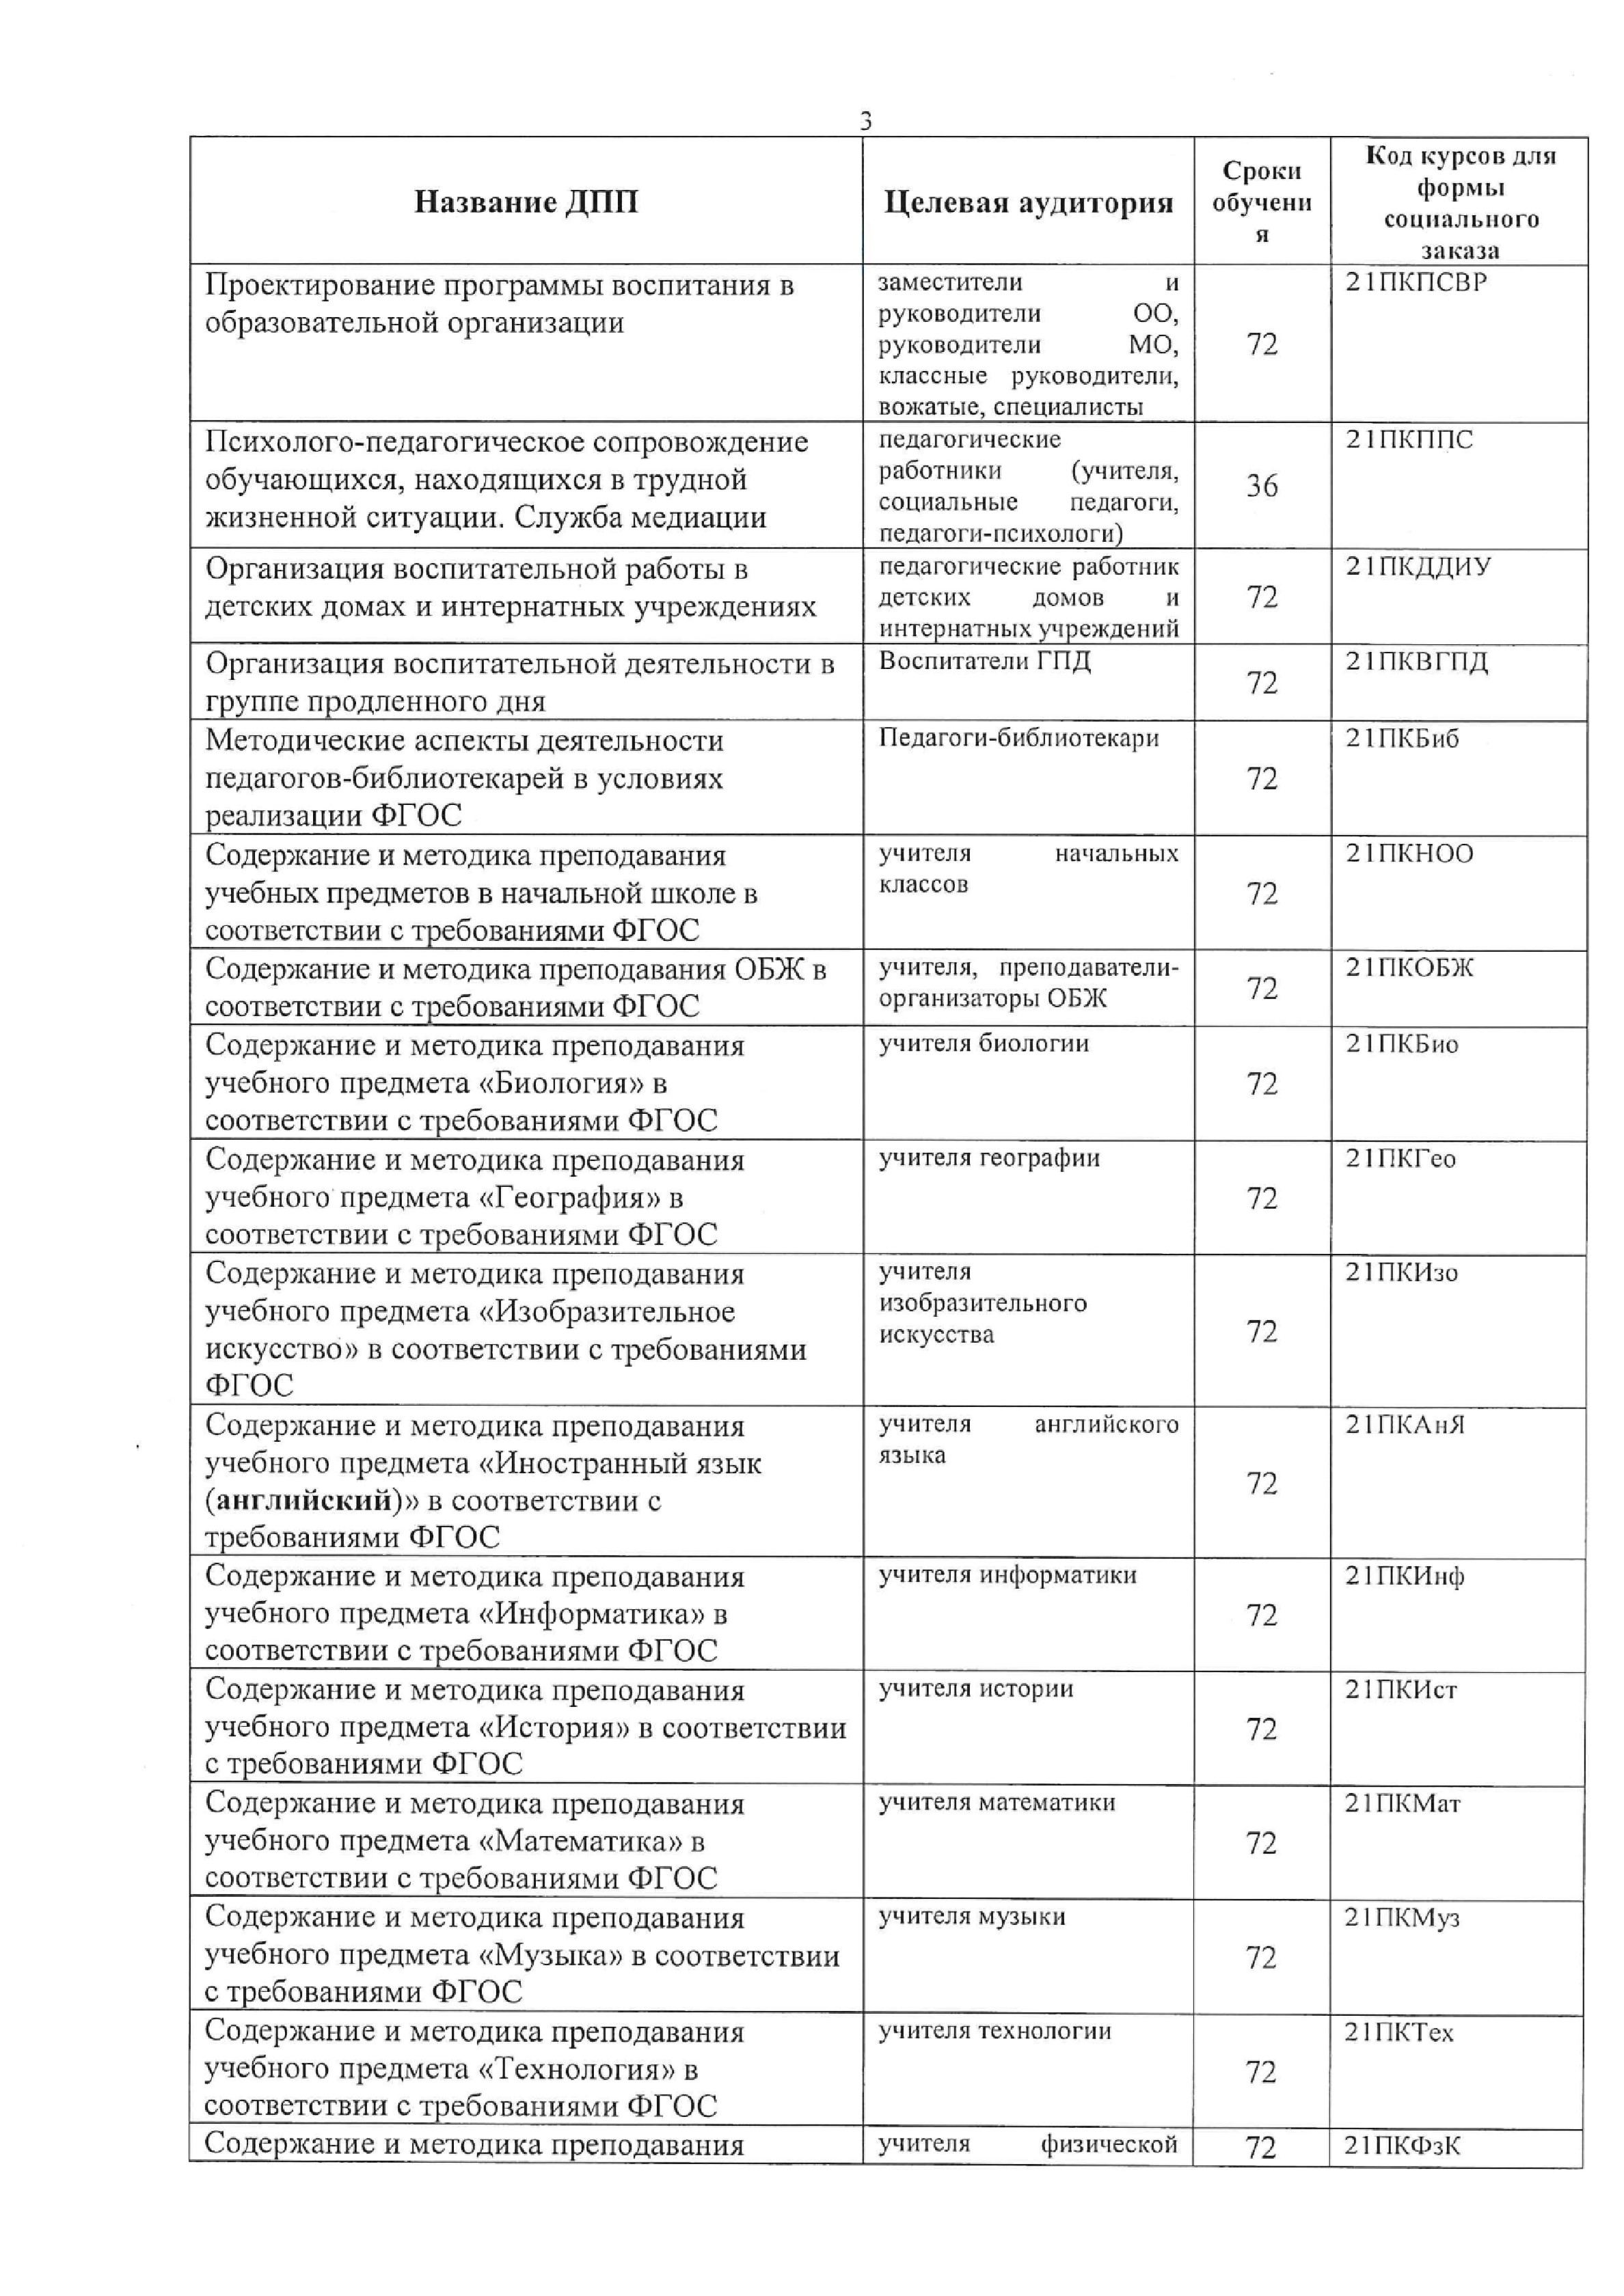 3
Название ДПП
Целевая аудитория
Сроки
обучени
я
Код курсов для
формы
социального
заказа
Проектирование программы воспитания в
образовательной организации
заместители и
руководители ОО,
руководители МО,
классные руководители,
вожатые, специалисты
72
21ПКПСВР
Психолого-педагогическое сопровождение
обучающихся, находящихся в трудной
жизненной ситуации. Служба медиации
педагогические
работники (учителя,
социальные педагоги,
педагоги-психологи)
36
21ПКППС
Организация воспитательной работы в
детских домах и интернатных учреждениях
педагогические работник
детских домов и
интернатных учреждений
72
21ПКДДИУ
Организация воспитательной деятельности в
группе продленного дня
Воспитатели ГПД
72
21ПКВГПД
Методические аспекты деятельности
педагогов-библиотекарей в условиях
реализации ФГОС
Педагоги-библиотекари
72
21ПКБиб
Содержание и методика преподавания
учебных предметов в начальной школе в
соответствии с требованиями ФГОС
учителя начальных
классов
72
21ПКНОО
Содержание и методика преподавания ОБЖ в
соответствии с требованиями ФГОС
учителя, преподаватели-
организаторы ОБЖ
72
21ПКОБЖ
Содержание и методика преподавания
учебного предмета «Биология» в
соответствии с требованиями ФГОС
учителя биологии
72
21ПКБио
Содержание и методика преподавания
учебного предмета «География» в
соответствии с требованиями ФГОС
учителя географии
72
21ПКГео
Содержание и методика преподавания
учебного предмета «Изобразительное
искусство» в соответствии с требованиями
ФГОС
учителя
изобразительного
искусства
72
21ПКИзо
Содержание и методика преподавания
учебного предмета «Иностранный язык
(английский)» в соответствии с
требованиями ФГОС
учителя английского
языка
72
21ПКАнЯ
Содержание и методика преподавания
учебного предмета «Информатика» в
соответствии с требованиями ФГОС
учителя информатики
72
21ПКИнф
Содержание и методика преподавания
учебного предмета «История» в соответствии
с требованиями ФГОС
учителя истории
72
21ПКИст
Содержание и методика преподавания
учебного предмета «Математика» в
соответствии с требованиями ФГОС
учителя математики
72
21ПКМат
Содержание и методика преподавания
учебного предмета «Музыка» в соответствии
с требованиями ФГОС
учителя музыки
72
21ПКМуз
Содержание и методика преподавания
учебного предмета «Технология» в
соответствии с требованиями ФГОС
учителя технологии
72
21ПКТех
Содержание и методика преподавания
учителя физической
72
21ПКФзК